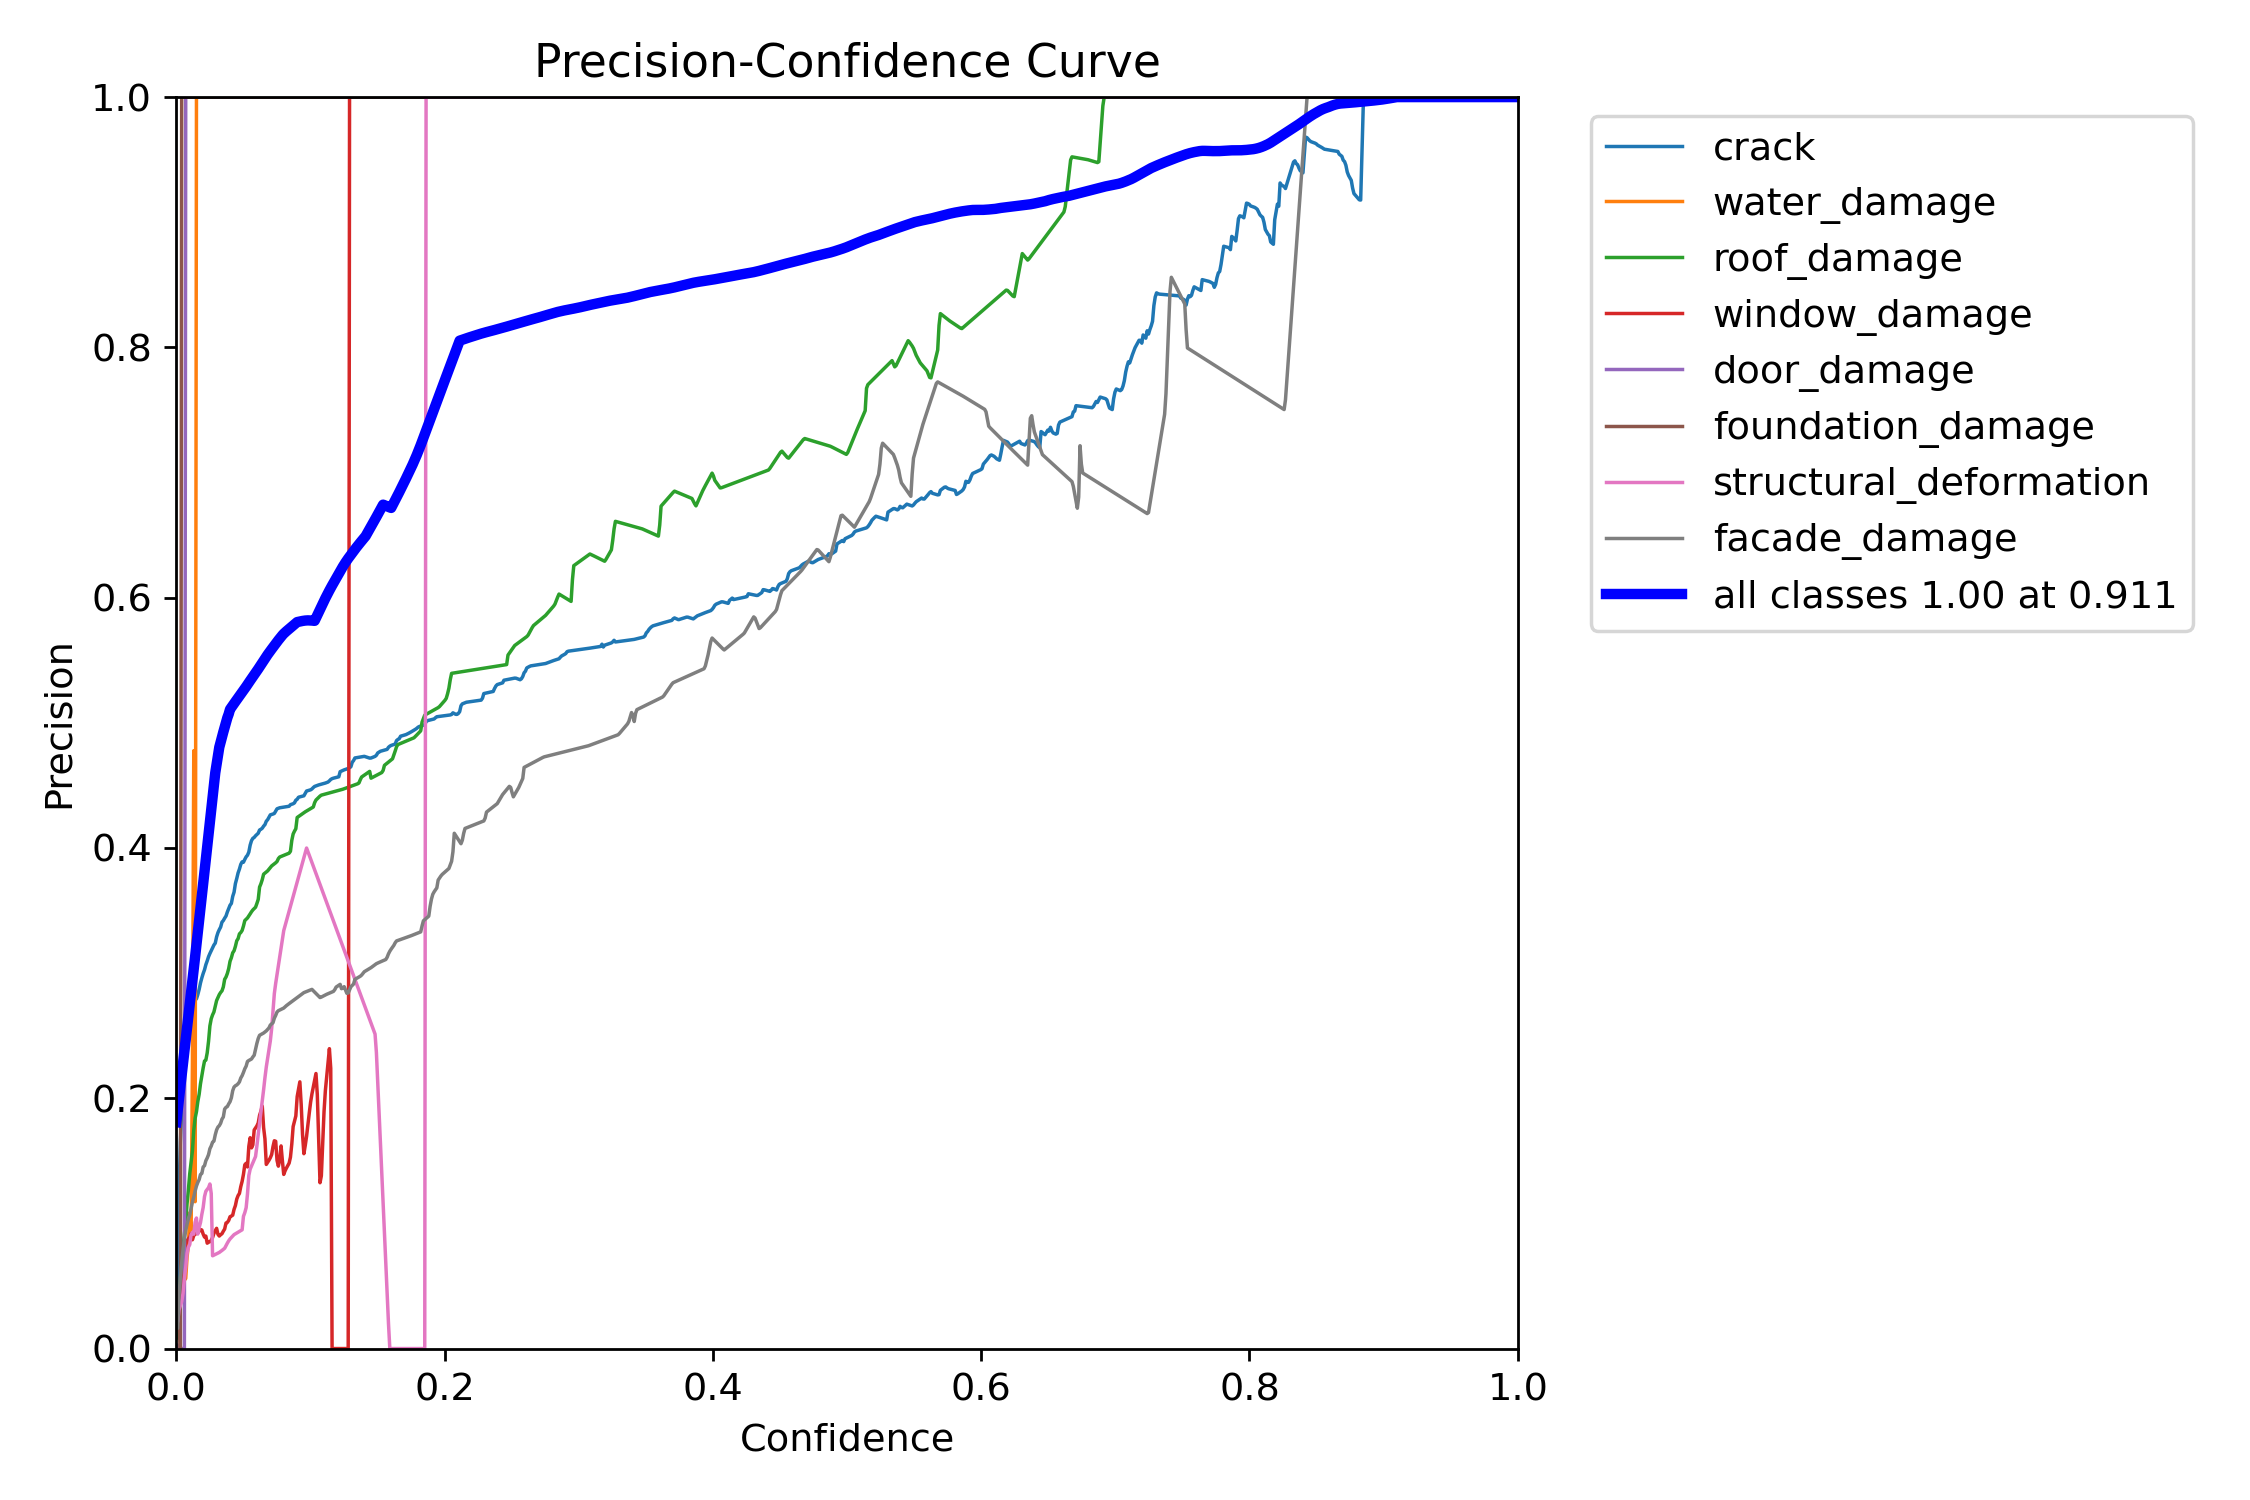 Precision-Confidence Curve
1.0
0.8
0.6
0.4
0.2
0.0
Precision
0.0 0.2 0.4 0.6 0.8 1.0
Confidence
crack
water_damage
roof_damage
window_damage
door_damage
foundation_damage
structural_deformation
facade_damage
all classes 1.00 at 0.911